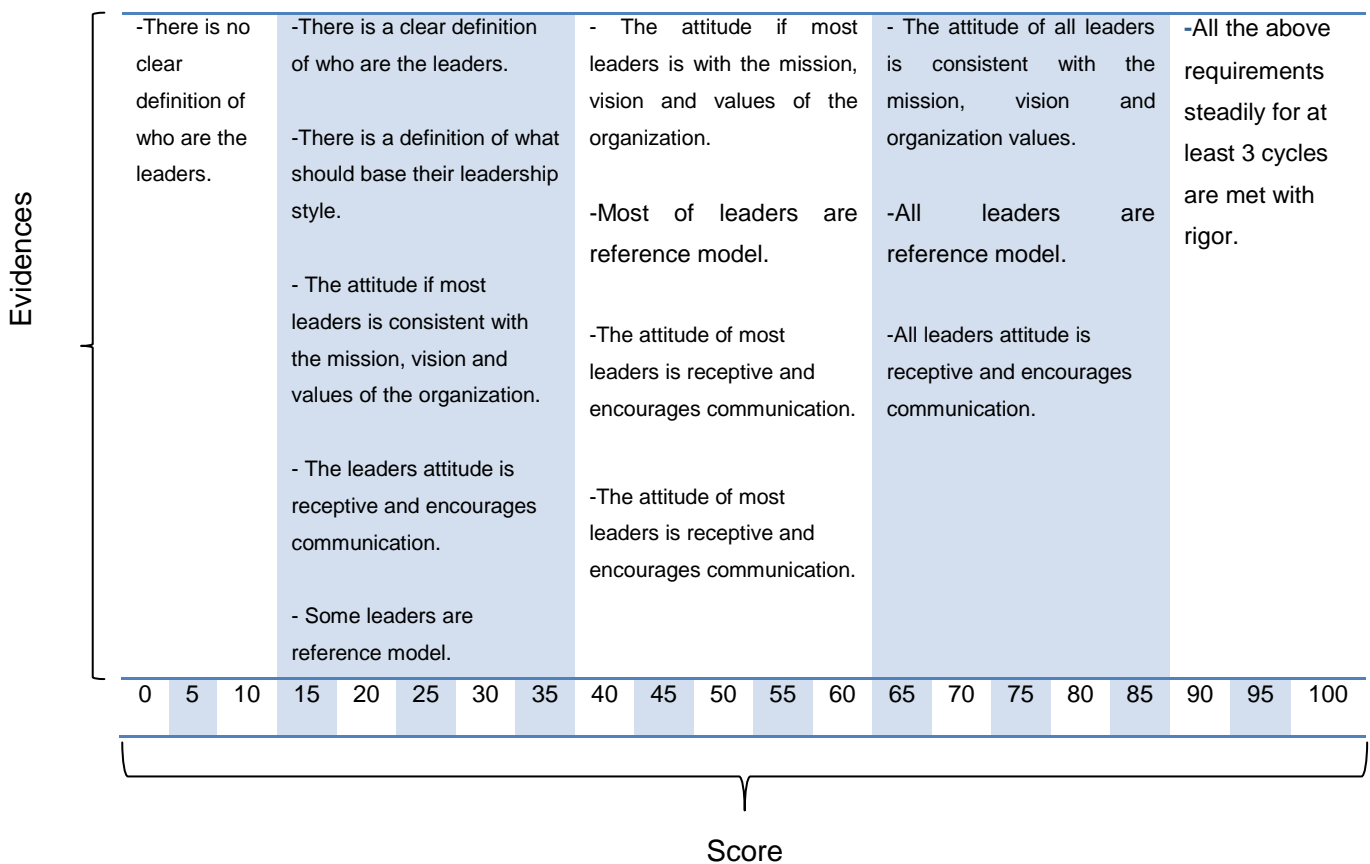 Evidences
-There is no
clear
definition of
who are the
leaders.
-There is a clear definition
of who are the leaders.
-There is a definition of what
should base their leadership
style.
- The attitude if most
leaders is consistent with
the mission, vision and
values of the organization.
- The leaders attitude is
receptive and encourages
communication.
- Some leaders are
reference model.
- The attitude if most
leaders is with the mission,
vision and values of the
organization.
-Most of leaders are
reference model.
-The attitude of most
leaders is receptive and
encourages communication.
-The attitude of most
leaders is receptive and
encourages communication.
- The attitude of all leaders
is consistent with the
mission, vision and
organization values.
-All leaders are
reference model.
-All leaders attitude is
receptive and encourages
communication.
-All the above
requirements
steadily for at
least 3 cycles
are met with
rigor.
0 5 10 15 20 25 30 35 40 45 50 55 60 65 70 75 80 85 90 95 100
Score